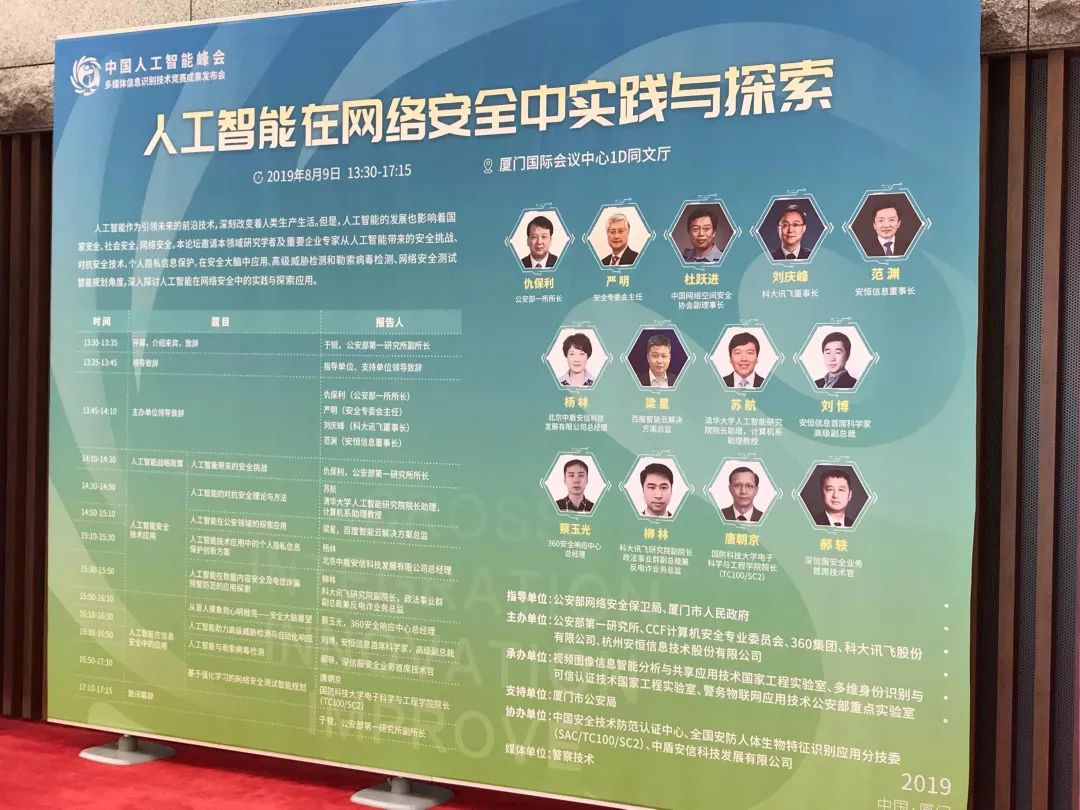 中国人工智能峰会
多媒体信息识别技术竞赛成果发布会
人工智能在网络安全中实践与探索
2019年8月9日 13:30-17:15
厦门国际会议中心1D同文厅
人工智能作为引领未来的前沿技术，深刻改变着人类生产生活。但是，人工智能的发展也影响着国
家安全、社会安全、网络安全。本论坛邀请本领域研究学者及重要企业专家从人工智能带来的安全挑战、
对抗安全技术、个人隐私信息保护、在安全大脑中应用、高级威胁检测和勒索病毒检测、网络安全测试
智能规划角度，深入探讨人工智能在网络安全中的实践与探索应用。
时间 题目 报告人
13:30-13:35 开幕，介绍来宾，致辞 于锐，公安部第一研究所副所长
13:35-13:45 领导致辞 指导单位、支持单位领导致辞
13:45-14:10 主办单位领导致辞
仇保利（公安部一所所长）
严明（安全专委会主任）
刘庆峰（科大讯飞董事长）
范渊（安恒信息董事长）
14:10-14:30 人工智能战略政策 人工智能带来的安全挑战 仇保利，公安部第一研究所所长
人工智能安全
技术应用
14:30-14:50 人工智能的对抗安全理论与方法
苏航
清华大学人工智能研究院院长助理，
计算机系助理教授
14:50-15:10 人工智能在公安领域的探索应用 梁星，百度智能云解决方案总监
15:10-15:30 人工智能技术应用中的个人隐私信息
保护创新方案
杨林
北京中盾安信科技发展有限公司总经理
15:30-15:50 人工智能在数据内容安全及电信诈骗
预警防范的应用探索
柳林
科大讯飞研究院副院长，政法事业群
副总裁兼反电诈业务总监
人工智能在信息
安全中的应用
15:50-16:10 从盲人摸象到心明眼亮——安全大脑展望 蔡玉光，360安全响应中心总经理
16:10-16:30 人工智能助力高级威胁检测与自动化响应 刘博，安恒信息首席科学家，高级副总裁
16:30-16:50 人工智能与勒索病毒检测 郝轶，深信服安全业务首席技术官
16:50-17:10 基于强化学习的网络安全测试智能规划
唐朝京
国防科技大学电子科学与工程学院院长
(TC100/SC2)
17:10-17:15 致闭幕辞 于锐，公安部第一研究所副所长
仇保利
公安部一所所长
严明
安全专委会主任
杜跃进
中国网络空间安全
协会副理事长
刘庆峰
科大讯飞董事长
范渊
安恒信息董事长
杨林
北京中盾安信科技
发展有限公司总经理
梁星
百度智能云解决
方案总监
苏航
清华大学人工智能研究
院院长助理，计算机系
助理教授
刘博
安恒信息首席科学家
高级副总裁
蔡玉光
360安全响应中心
总经理
柳林
科大讯飞研究院副院长
政法事业群副总裁兼
反电诈业务总监
唐朝京
国防科技大学电子
科学与工程学院院长
(TC100/SC2)
郝轶
深信服安全业务
首席技术官
指导单位：公安部网络安全保卫局、厦门市人民政府
主办单位：公安部第一研究所、CCF计算机安全专业委员会、360集团、科大讯飞股份
有限公司、杭州安恒信息技术股份有限公司
承办单位：视频图像信息智能分析与共享应用技术国家工程实验室、多维身份识别与
可信认证技术国家工程实验室、警务物联网应用技术公安部重点实验室
支持单位：厦门市公安局
协办单位：中国安全技术防范认证中心、全国安防人体生物特征识别应用分技委
（SAC/TC100/SC2）、中盾安信科技发展有限公司
媒体单位：警察技术
2019
中国·厦门
IMPROVE